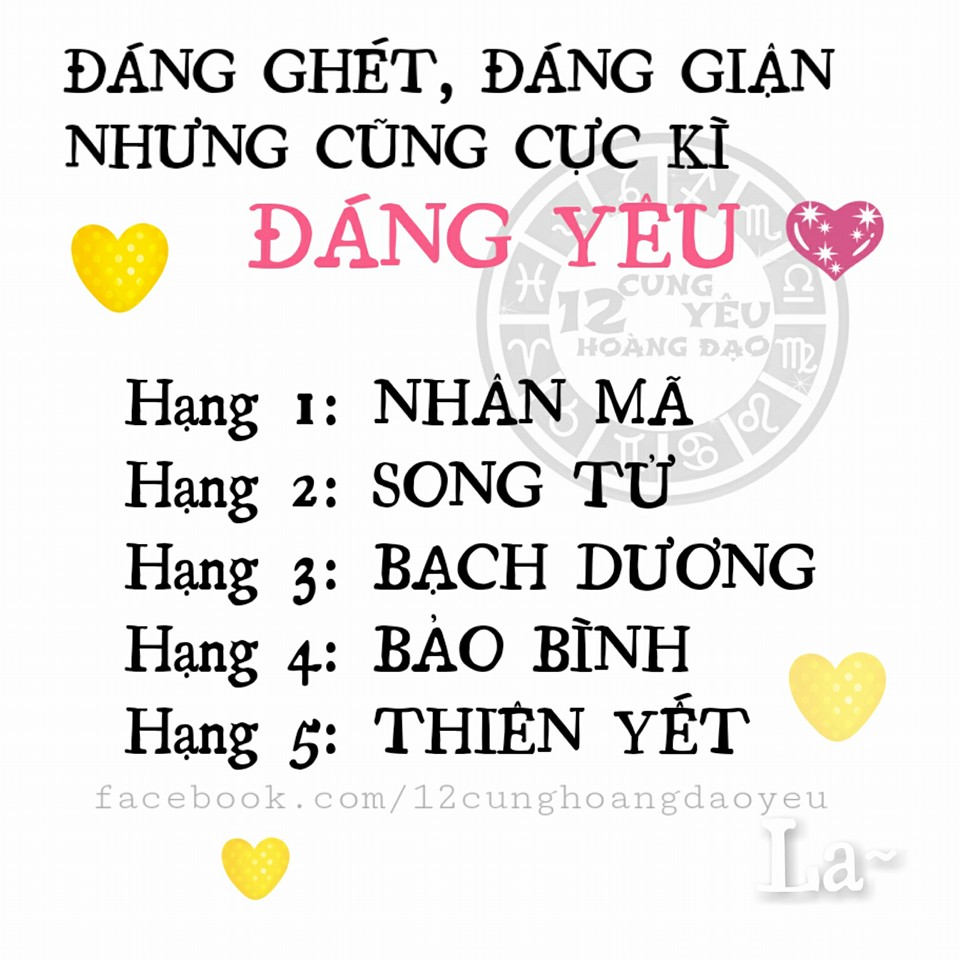 ĐÁNG GHÉT, ĐÁNG GIẬN
NHƯNG CŨNG CỰC KÌ
ĐÁNG YÊU
12 CUNG
YÊU
HOÀNG ĐẠO
Hạng 1: NHÂN MÃ
Hạng 2: SONG TỬ
Hạng 3: BẠCH DƯƠNG
Hạng 4: BẢO BÌNH
Hạng 5: THIÊN YẾT
facebook.com/12cunghoangdaoyeu
La~